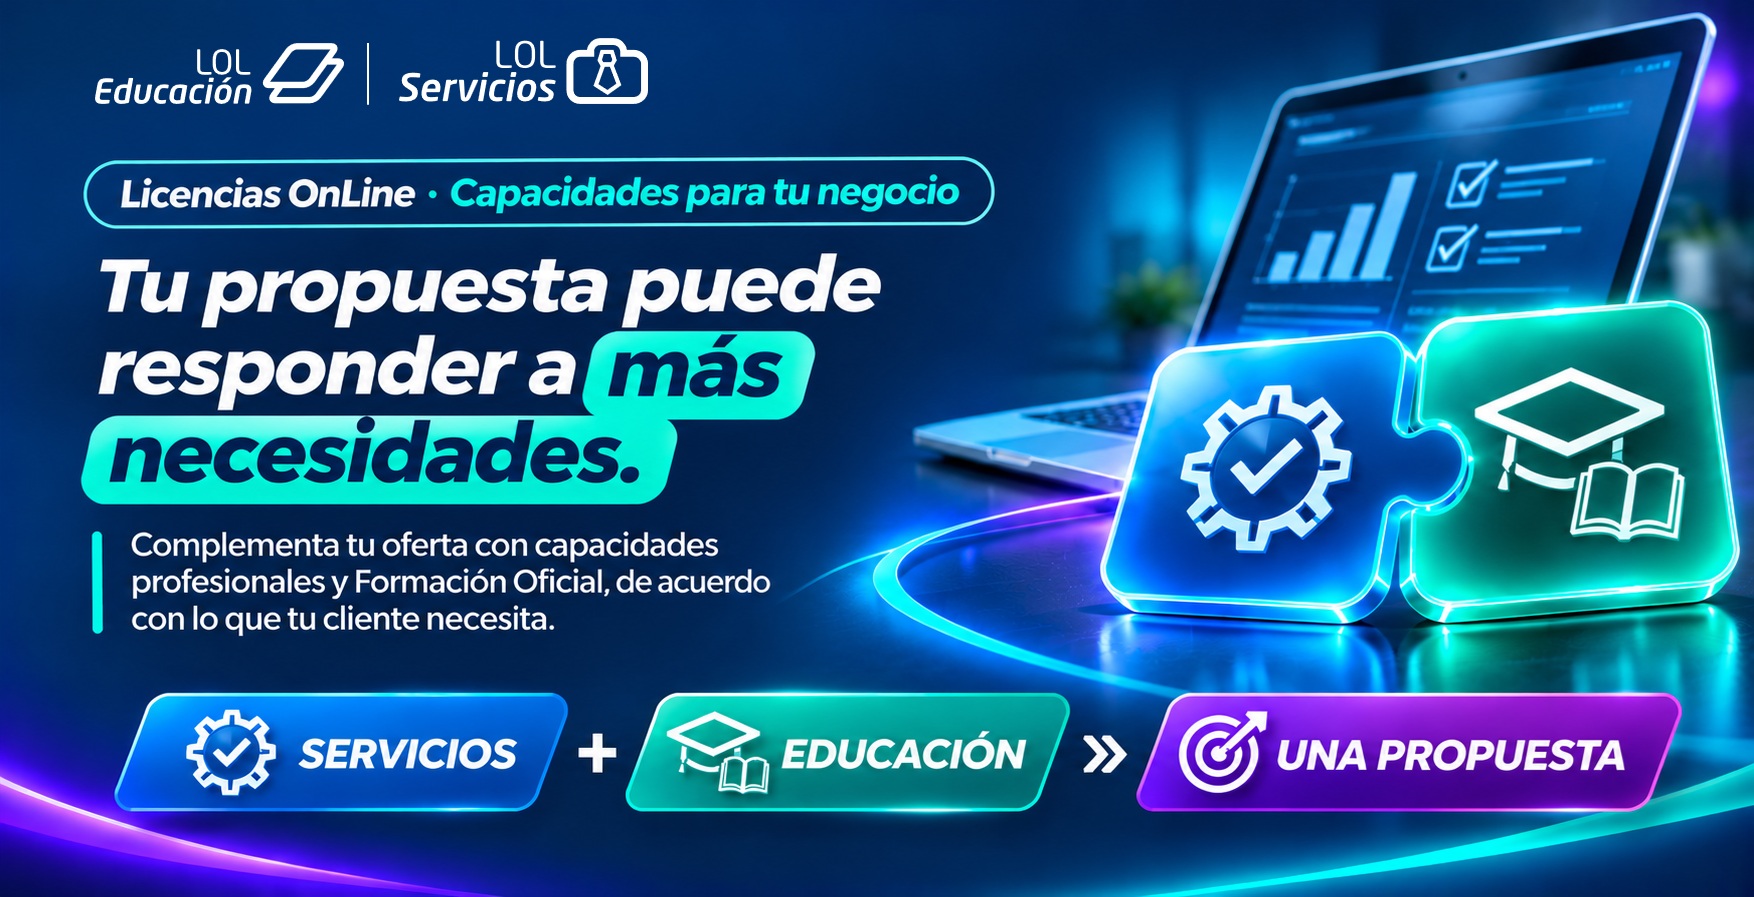 LOL
Educación
LOL
Servicios
Licencias OnLine · Capacidades para tu negocio
Tu propuesta puede
responder a más
necesidades.
Complementa tu oferta con capacidades
profesionales y Formación Oficial, de acuerdo
con lo que tu cliente necesita.
SERVICIOS + EDUCACIÓN » UNA PROPUESTA